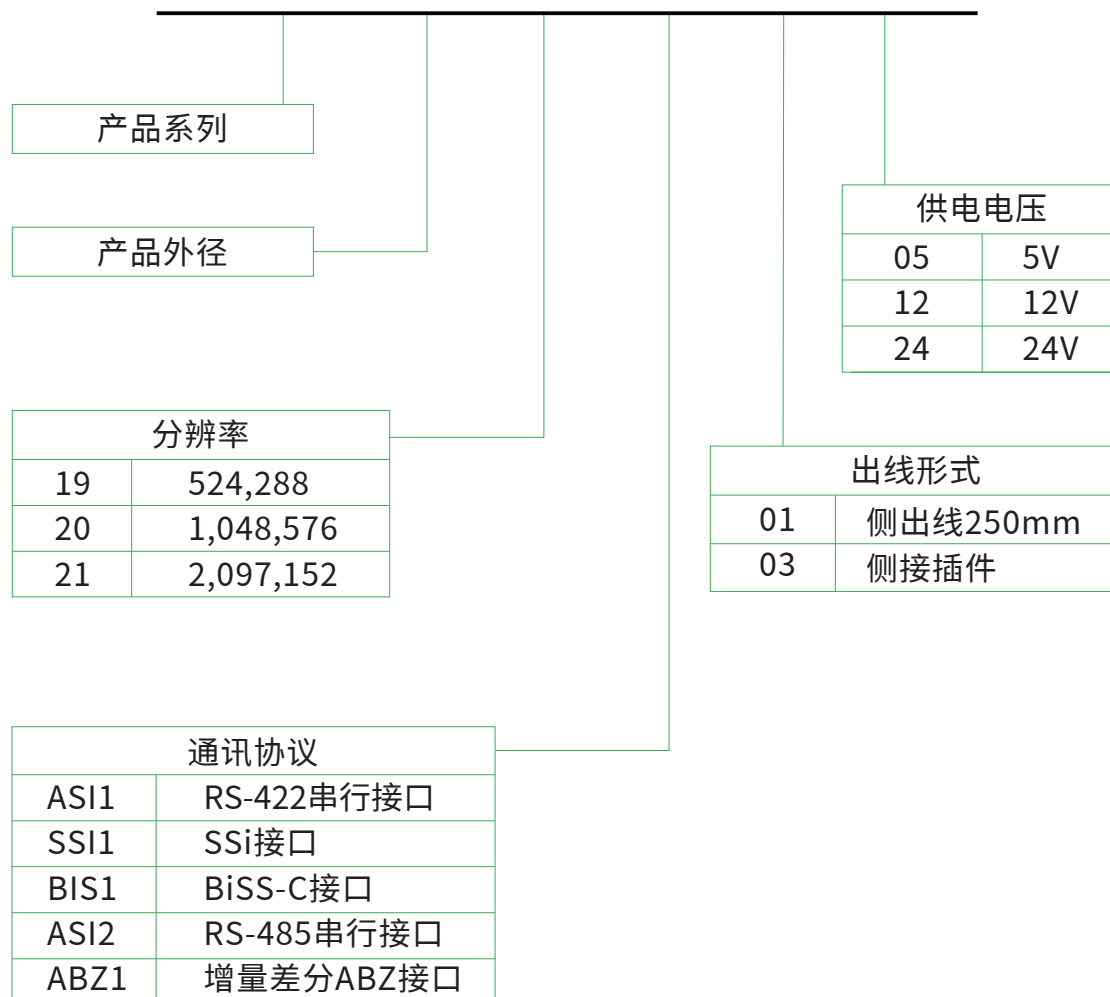 产品系列
产品外径
供电电压
05 5V
12 12V
24 24V
分辨率
19 524,288
20 1,048,576
21 2,097,152
出线形式
01 侧出线250mm
03 侧接插件
通讯协议
ASI1 RS-422串行接口
SSI1 SSi接口
BIS1 BiSS-C接口
ASI2 RS-485串行接口
ABZ1 增量差分ABZ接口